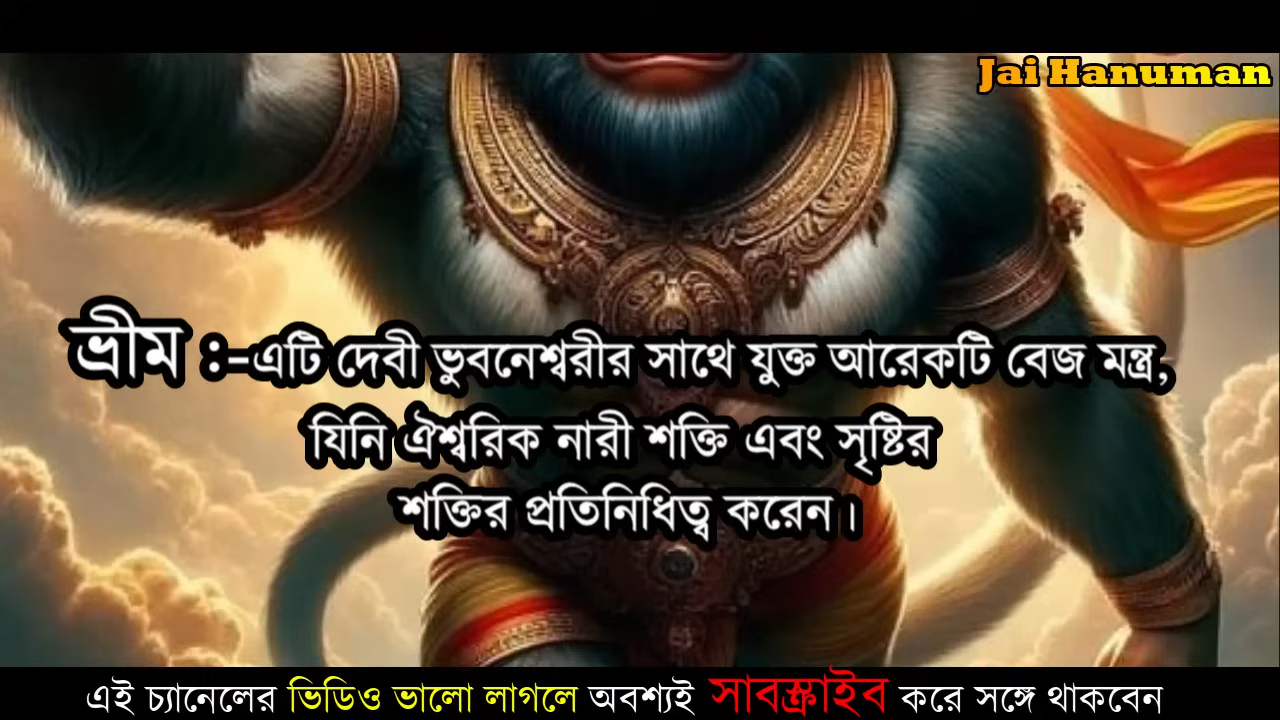 Jai Hanuman
ভ্রীম :-এটি দেবী ভুবনেশ্বরীর সাথে যুক্ত আরেকটি বেজ মন্ত্র,
যিনি ঐশ্বরিক নারী শক্তি এবং সৃষ্টির
শক্তির প্রতিনিধিত্ব করেন।
এই চ্যানেলের ভিডিও ভালো লাগলে অবশ্যই সাবস্ক্রাইব করে সঙ্গে থাকবেন